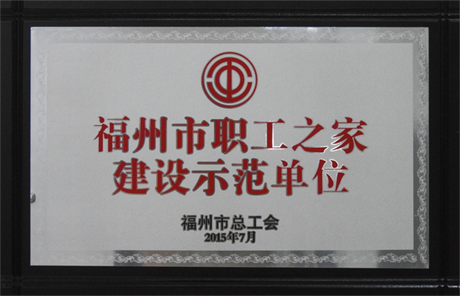 福州市职工之家
建设示范单位
福州市总工会
2015年7月